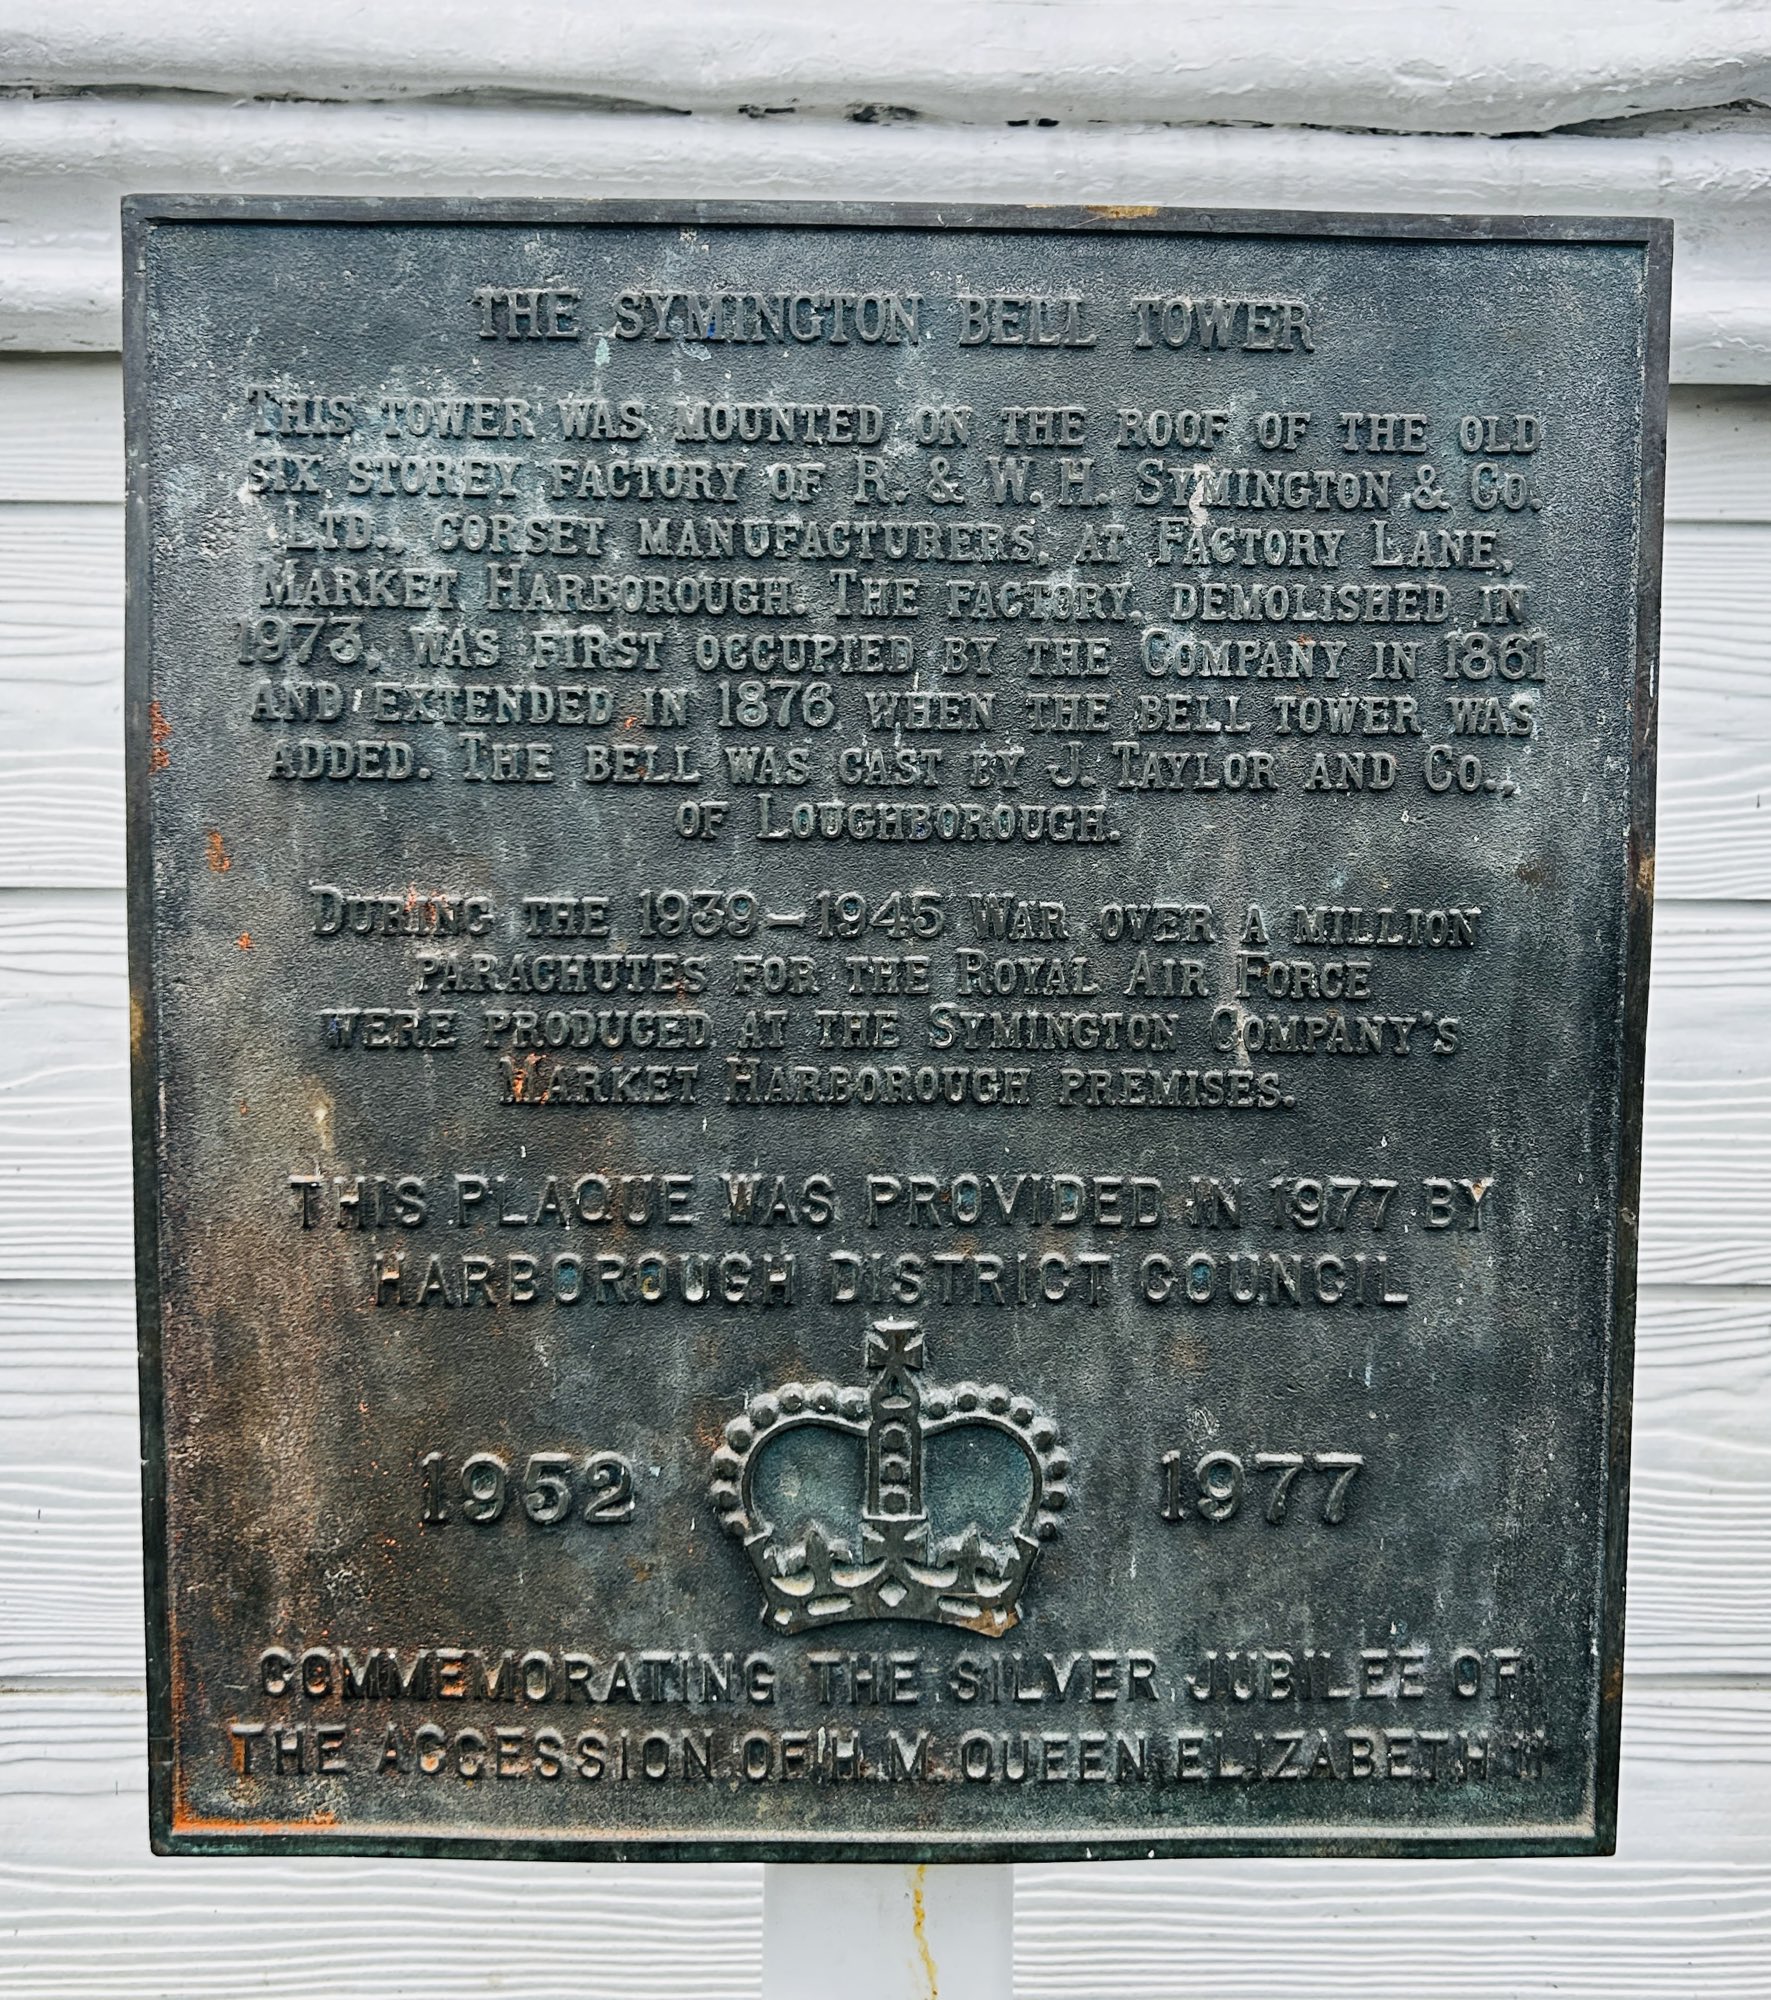 THE SYMINGTON BELL TOWER
THIS TOWER WAS MOUNTED ON THE ROOF OF THE OLD
SIX STOREY FACTORY OF R. & W. H. SYMINGTON & CO.
LTD., CORSET MANUFACTURERS, AT FACTORY LANE,
MARKET HARBOROUGH. THE FACTORY, DEMOLISHED IN
1973, WAS FIRST OCCUPIED BY THE COMPANY IN 1861
AND EXTENDED IN 1876 WHEN THE BELL TOWER WAS
ADDED. THE BELL WAS CAST BY J. TAYLOR AND CO.,
OF LOUGHBOROUGH.
DURING THE 1939-1945 WAR OVER A MILLION
PARACHUTES FOR THE ROYAL AIR FORCE
WERE PRODUCED AT THE SYMINGTON COMPANY'S
MARKET HARBOROUGH PREMISES.
THIS PLAQUE WAS PROVIDED IN 1977 BY
HARBOROUGH DISTRICT COUNCIL
1952 1977
COMMEMORATING THE SILVER JUBILEE OF
THE ACCESSION OF H.M. QUEEN ELIZABETH II